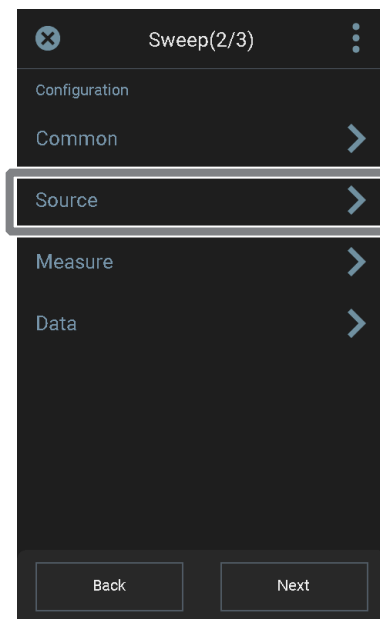 Sweep(2/3)
Configuration
Common
Source
Measure
Data
Back Next